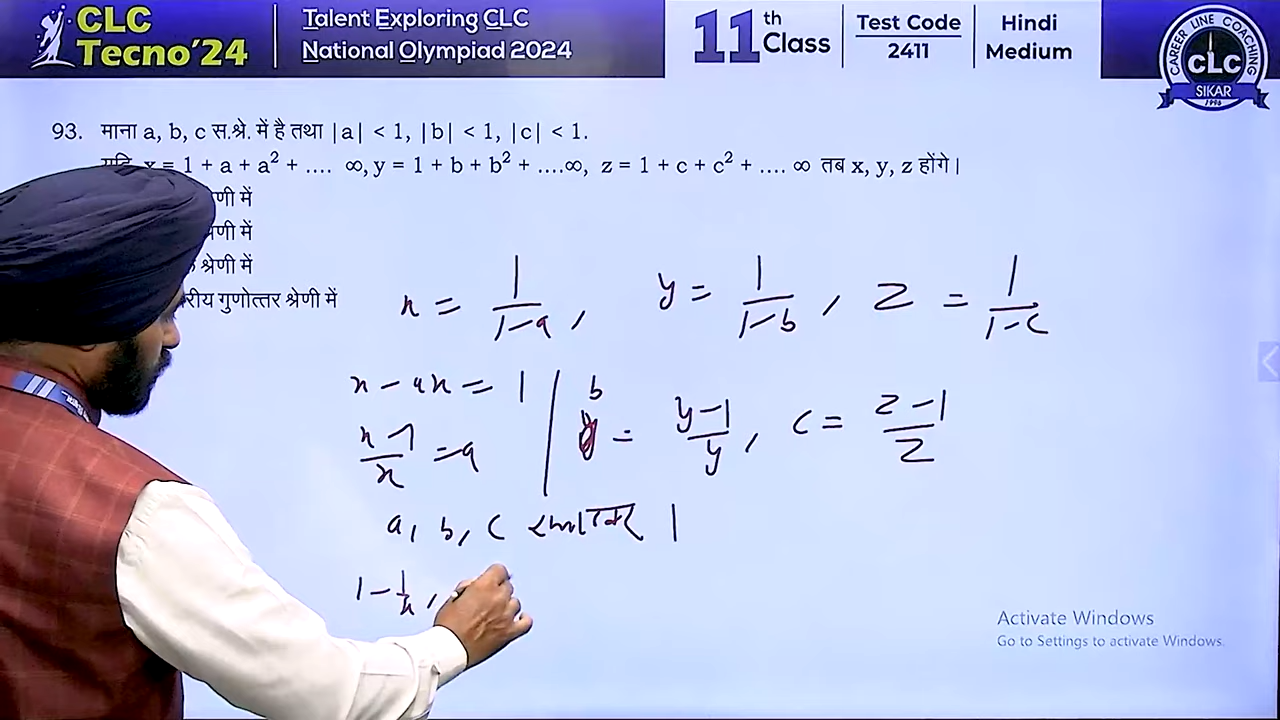 CLC
Tecno'24
Talent Exploring CLC
National Olympiad 2024
11th Class
Test Code
2411
Hindi
Medium
CAREER LINE COACHING
CLC
SIKAR
1996
93. माना a, b, c स.श्रे. में है तथा |a| < 1, |b| < 1, |c| < 1.
x = 1 + a + a² + .... ∞, y = 1 + b + b² + ....∞, z = 1 + c + c² + .... ∞ तब x, y, z होंगे।
में
में
श्रेणी में
गुणोत्तर श्रेणी में
x = 1/(1-a), y = 1/(1-b), z = 1/(1-c)
x - ax = 1
(x-1)/x = a | b = (y-1)/y, c = (z-1)/z
a, b, c समान्तर |
1 - 1/x,
Activate Windows
Go to Settings to activate Windows.